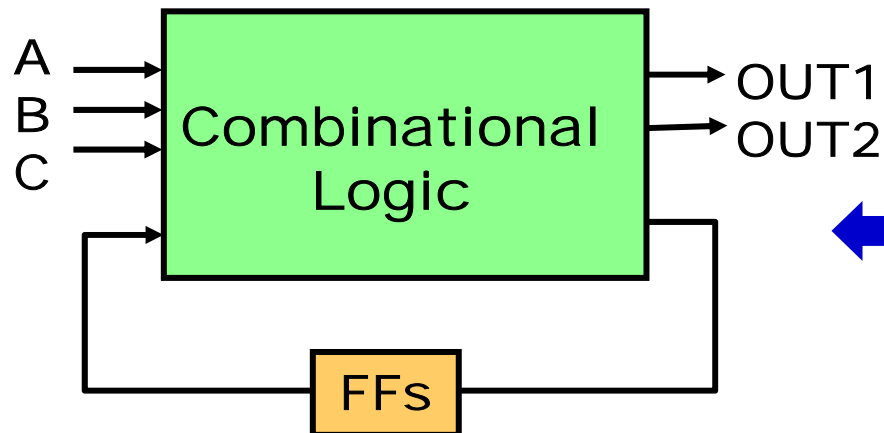 A
B
C
Combinational
Logic
OUT1
OUT2
FFs